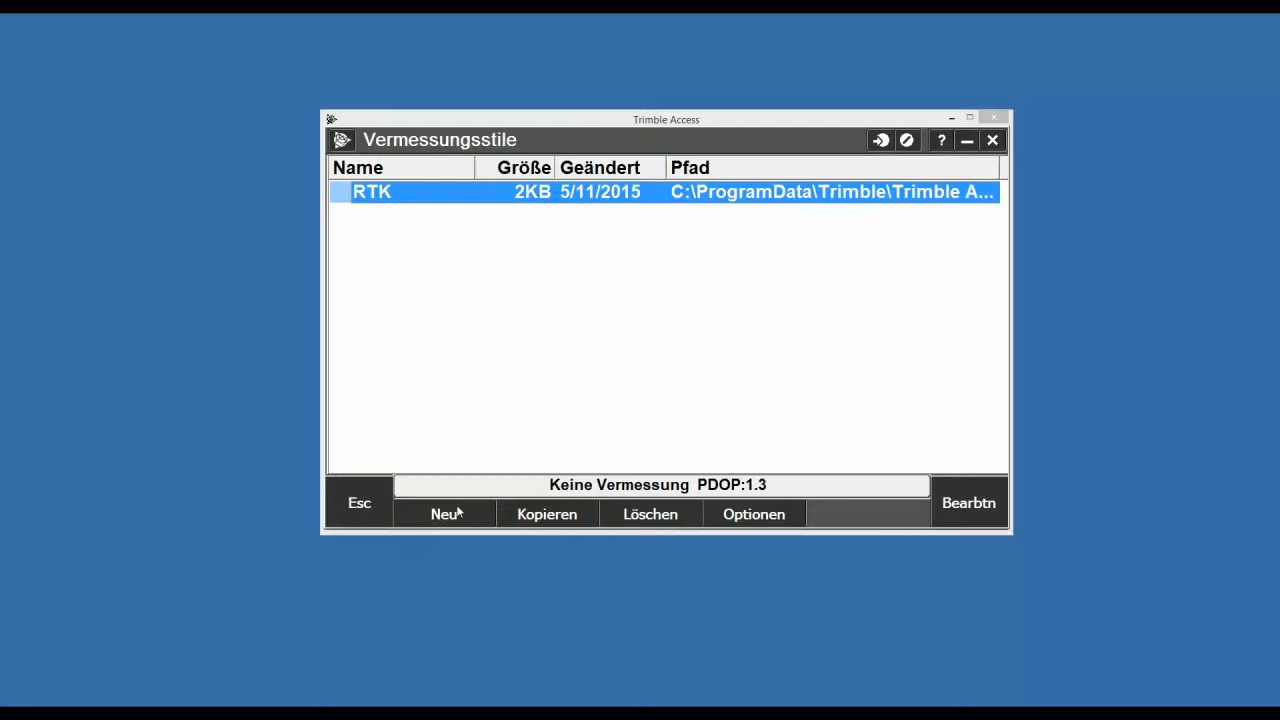 Trimble Access
Vermessungsstile
?
Name Größe Geändert Pfad
RTK 2KB 5/11/2015 C:\ProgramData\Trimble\Trimble A...
Keine Vermessung PDOP:1.3
Esc Neu Kopieren Löschen Optionen Bearbtn